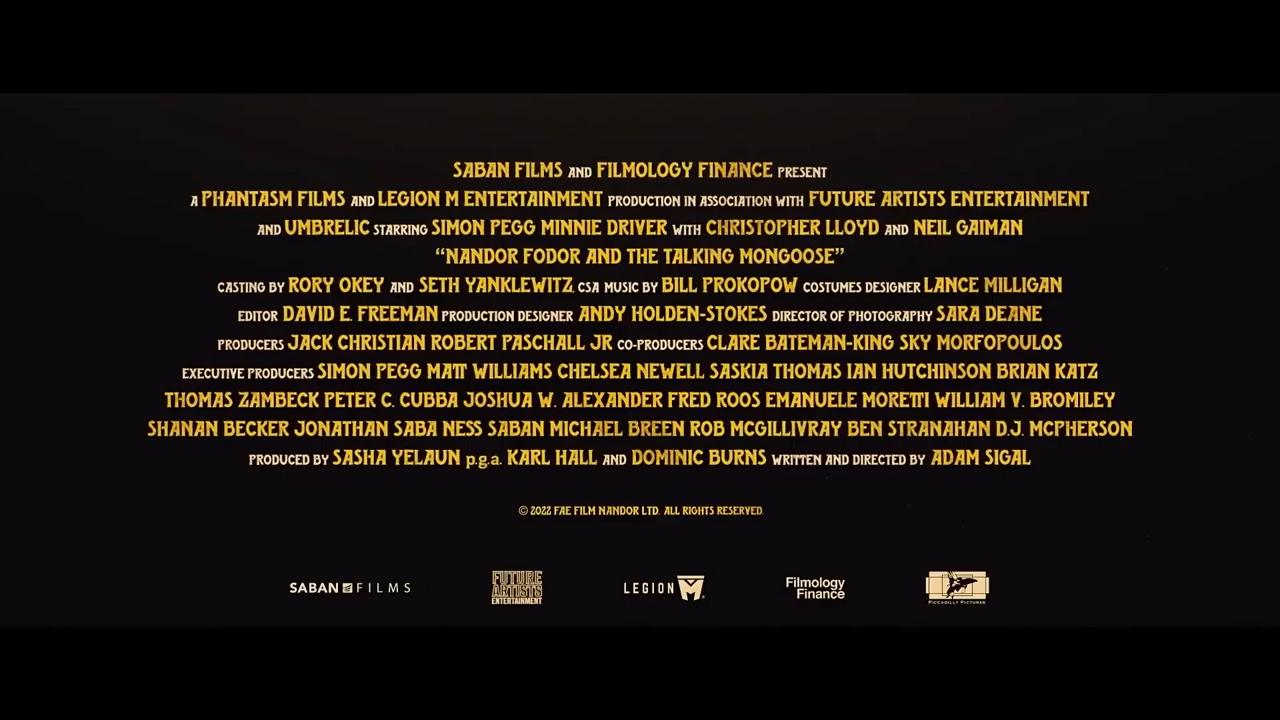 SABAN FILMS AND FILMOLOGY FINANCE PRESENT
A PHANTASM FILMS AND LEGION M ENTERTAINMENT PRODUCTION IN ASSOCIATION WITH FUTURE ARTISTS ENTERTAINMENT
AND UMBRELIC STARRING SIMON PEGG MINNIE DRIVER WITH CHRISTOPHER LLOYD AND NEIL GAIMAN
“NANDOR FODOR AND THE TALKING MONGOOSE”
CASTING BY RORY OKEY AND SETH YANKLEWITZ, CSA MUSIC BY BILL PROKOPOW COSTUMES DESIGNER LANCE MILLIGAN
EDITOR DAVID E. FREEMAN PRODUCTION DESIGNER ANDY HOLDEN-STOKES DIRECTOR OF PHOTOGRAPHY SARA DEANE
PRODUCERS JACK CHRISTIAN ROBERT PASCHALL JR CO-PRODUCERS CLARE BATEMAN-KING SKY MORFOPOULOS
EXECUTIVE PRODUCERS SIMON PEGG MATT WILLIAMS CHELSEA NEWELL SASKIA THOMAS IAN HUTCHINSON BRIAN KATZ
THOMAS ZAMBECK PETER C. CUBBA JOSHUA W. ALEXANDER FRED ROOS EMANUELE MORETTI WILLIAM V. BROMILEY
SHANAN BECKER JONATHAN SABA NESS SABAN MICHAEL BREEN ROB MCGILLIVRAY BEN STRANAHAN D.J. MCPHERSON
PRODUCED BY SASHA YELAUN p.g.a. KARL HALL AND DOMINIC BURNS WRITTEN AND DIRECTED BY ADAM SIGAL
© 2022 FAE FILM NANDOR LTD. ALL RIGHTS RESERVED.
SABAN FILMS
FUTURE
ARTISTS
ENTERTAINMENT
LEGION M
Filmology
Finance
PICCADILLY PICTURES